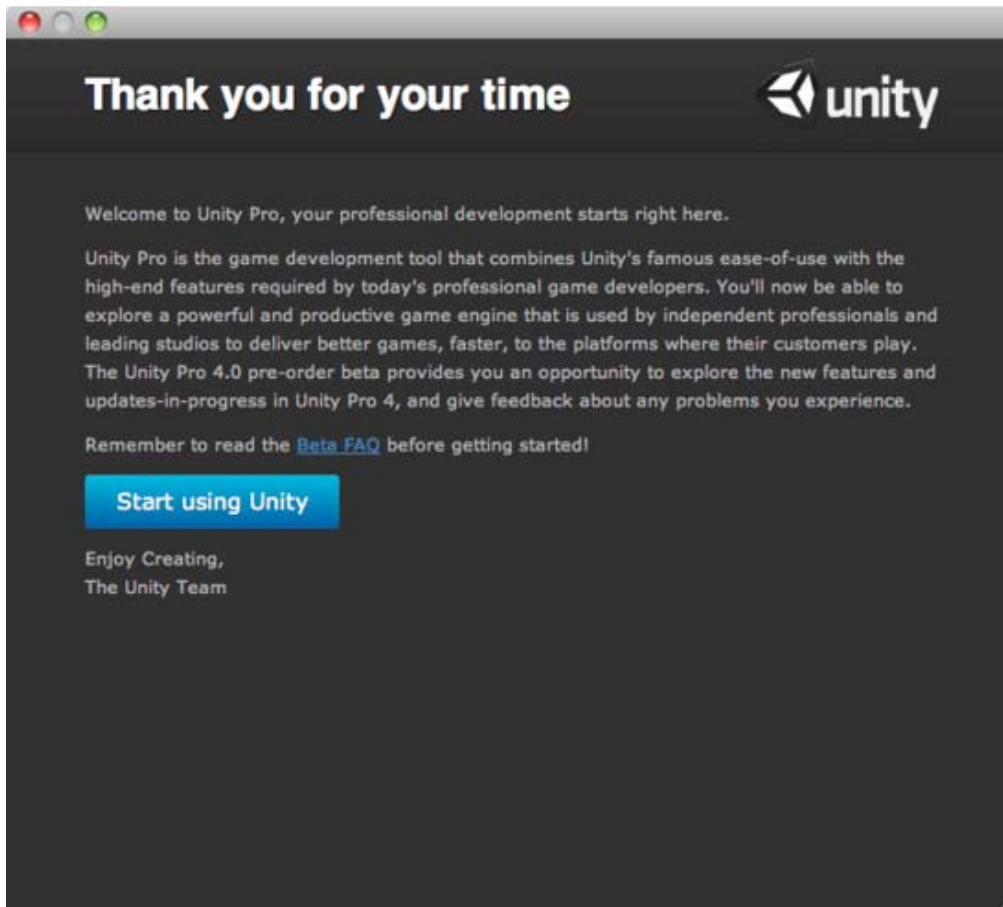 Thank you for your time
unity
Welcome to Unity Pro, your professional development starts right here.
Unity Pro is the game development tool that combines Unity's famous ease-of-use with the
high-end features required by today's professional game developers. You'll now be able to
explore a powerful and productive game engine that is used by independent professionals and
leading studios to deliver better games, faster, to the platforms where their customers play.
The Unity Pro 4.0 pre-order beta provides you an opportunity to explore the new features and
updates-in-progress in Unity Pro 4, and give feedback about any problems you experience.
Remember to read the Beta FAQ before getting started!
Start using Unity
Enjoy Creating,
The Unity Team